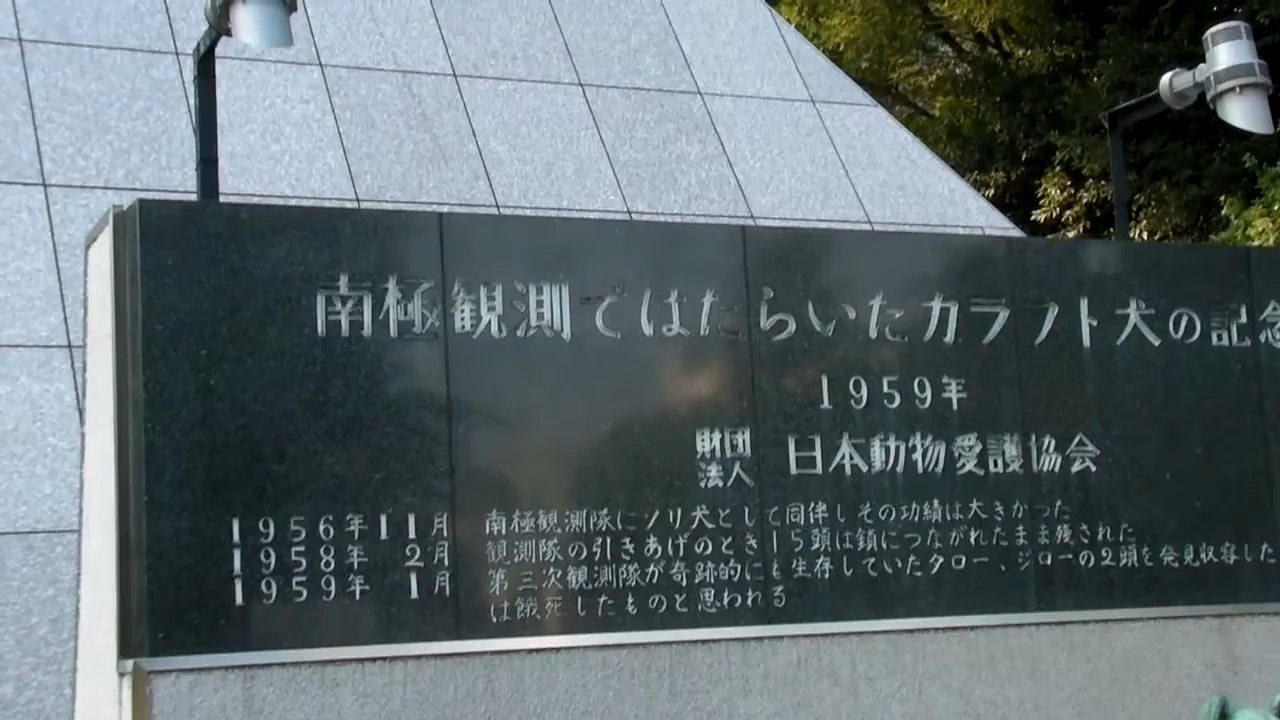 南極観測ではたらいたカラフト犬の記念
1959年
財団法人 日本動物愛護協会
1956年11月 南極観測隊にソリ犬として同伴しその功績は大きかった
1958年 2月 観測隊の引きあげのとき15頭は鎖につながれたまま残された
1959年 1月 第三次観測隊が奇跡的にも生存していたタロー、ジローの2頭を発見収容した
は餓死したものと思われる